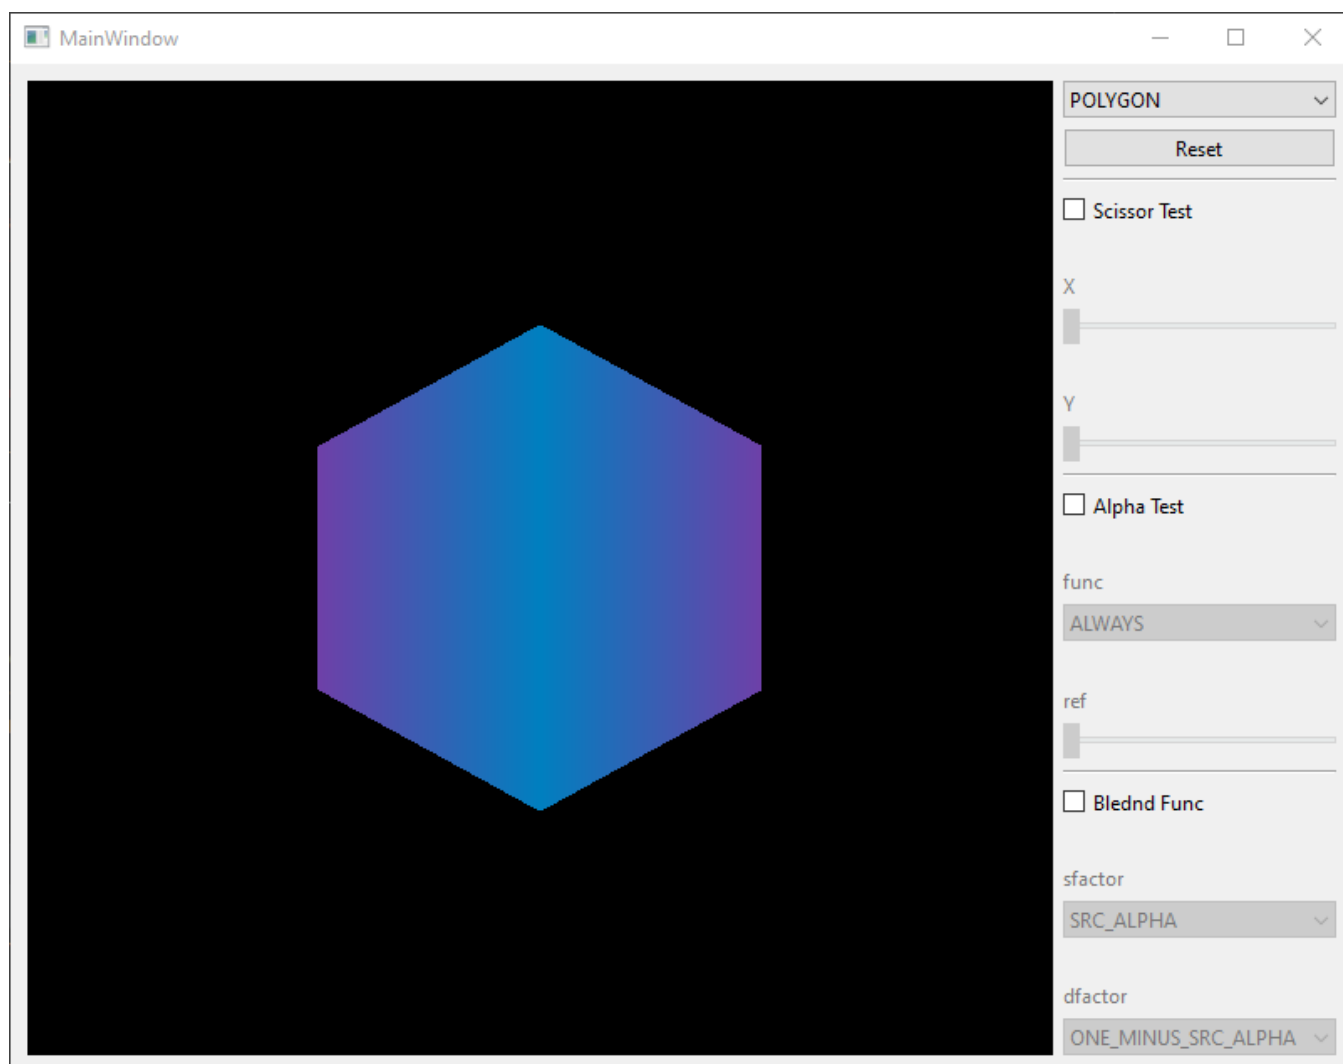 MainWindow
POLYGON
Reset
Scissor Test
X
Y
Alpha Test
func
ALWAYS
ref
Blednd Func
sfactor
SRC_ALPHA
dfactor
ONE_MINUS_SRC_ALPHA